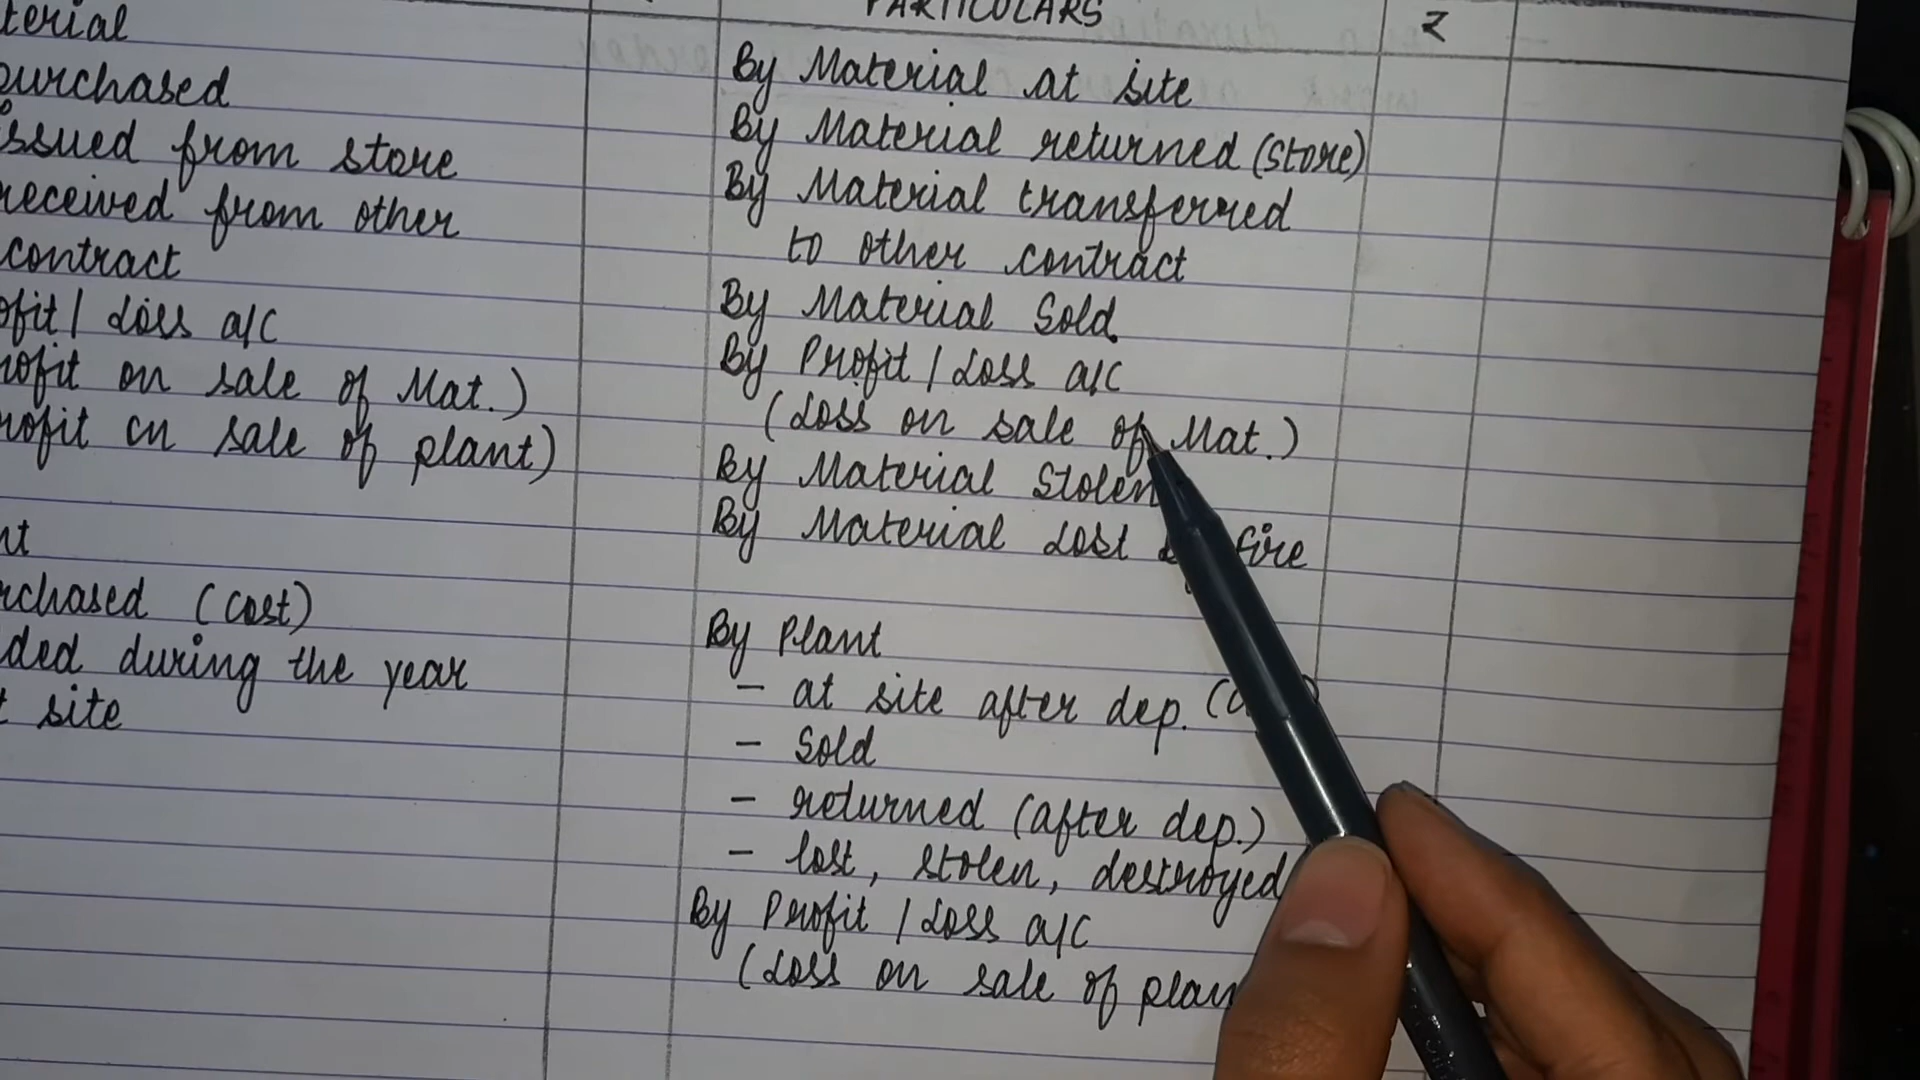 PARTICULARS ₹
terial
purchased
issued from store
received from other
contract
ofit / Loss a/c
rofit on sale of Mat.)
rofit on sale of plant)
nt
rchased (cost)
ded during the year
t site
By Material at site
By Material returned (store)
By Material transferred
to other contract
By Material Sold
By Profit / Loss a/c
(Loss on sale of Mat.)
By Material Stolen
By Material Lost fire
By Plant
- at site after dep.
- Sold
- returned (after dep.)
- lost, stolen, destroyed
By Profit / Loss a/c
(Loss on sale of plan